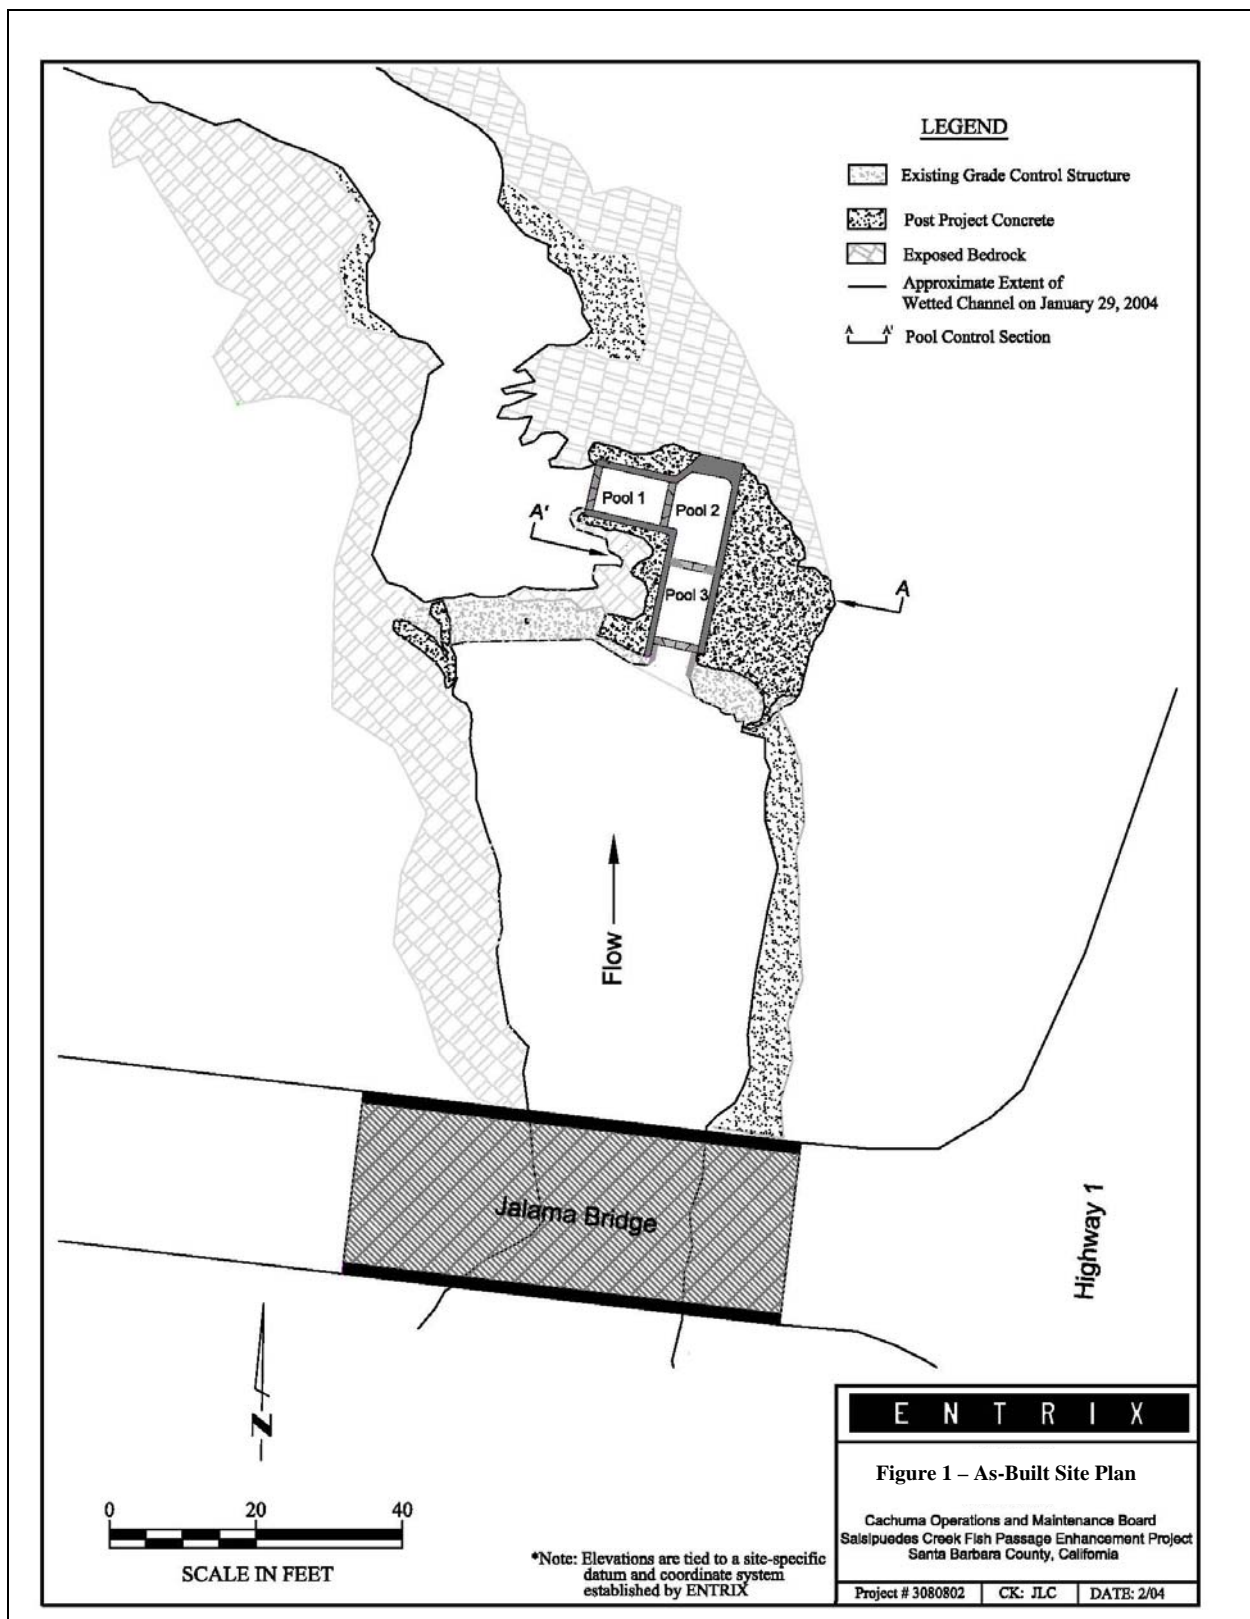 LEGEND
Existing Grade Control Structure
Post Project Concrete
Exposed Bedrock
Approximate Extent of
Wetted Channel on January 29, 2004
A A'
Pool Control Section
Pool 1
Pool 2
A'
Pool 3
A
Flow
Jalama Bridge
Highway 1
N
0 20 40
SCALE IN FEET
*Note: Elevations are tied to a site-specific
datum and coordinate system
established by ENTRIX
ENTRIX
Figure 1 – As-Built Site Plan
Cachuma Operations and Maintenance Board
Salsipuedes Creek Fish Passage Enhancement Project
Santa Barbara County, California
Project # 3080802 CK: JLC DATE: 2/04